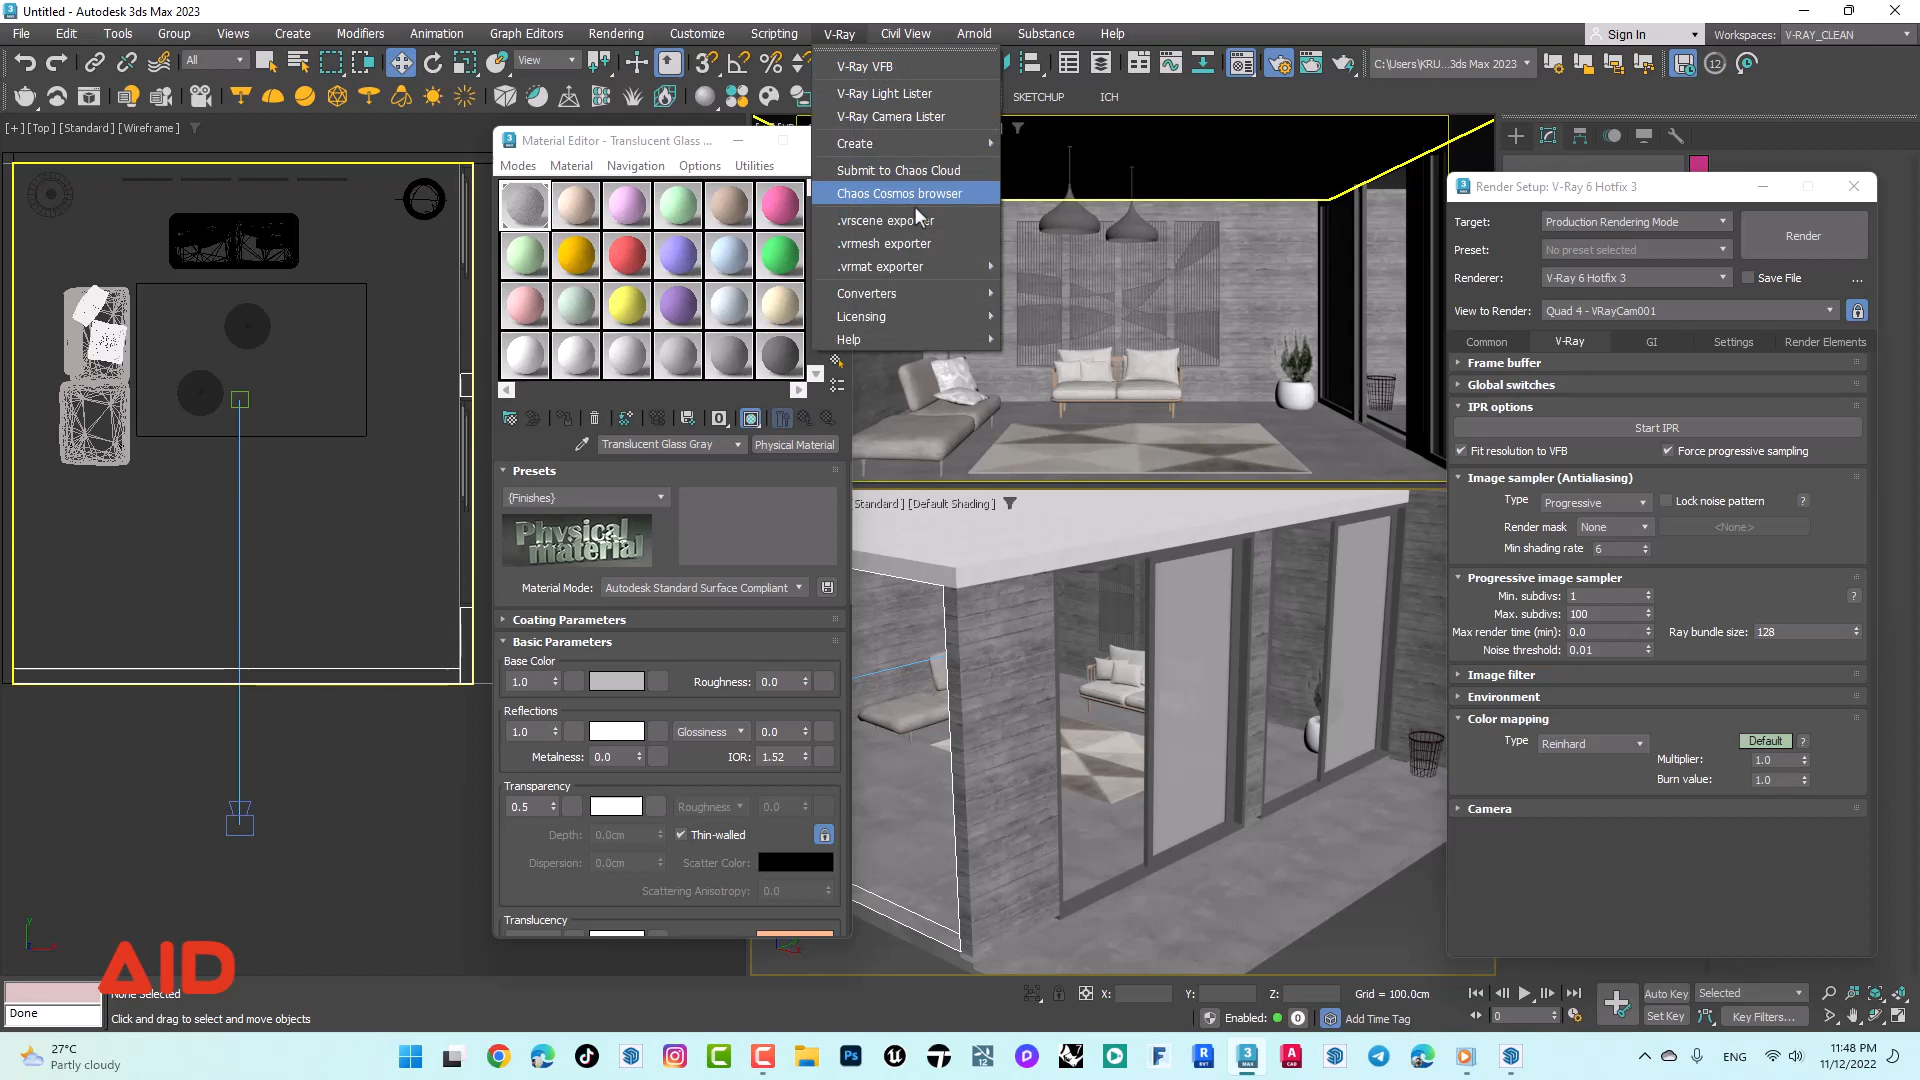 Untitled - Autodesk 3ds Max 2023
File Edit Tools Group Views Create Modifiers Animation Graph Editors Rendering Customize Scripting V-Ray Civil View Arnold Substance Help
Sign In Workspaces: V-RAY_CLEAN
All View C:\Users\KRU...3ds Max 2023 12
SKETCHUP ICH
[+] [Top] [Standard] [Wireframe]
Material Editor - Translucent Glass ...
Modes Material Navigation Options Utilities
V-Ray VFB
V-Ray Light Lister
V-Ray Camera Lister
Create
Submit to Chaos Cloud
Chaos Cosmos browser
.vrscene exporter
.vrmesh exporter
.vrmat exporter
Converters
Licensing
Help
Translucent Glass Gray Physical Material
Presets
{Finishes}
Physical material
Material Mode: Autodesk Standard Surface Compliant
Coating Parameters
Basic Parameters
Base Color
1.0 Roughness: 0.0
Reflections
1.0 Glossiness 0.0
Metalness: 0.0 IOR: 1.52
Transparency
0.5 Roughness 0.0
Depth: 0.0cm Thin-walled
Dispersion: 0.0cm Scatter Color:
Scattering Anisotropy: 0.0
Translucency
Standard] [Default Shading]
Render Setup: V-Ray 6 Hotfix 3
Target: Production Rendering Mode
Render
Preset: No preset selected
Renderer: V-Ray 6 Hotfix 3 Save File ...
View to Render: Quad 4 - VRayCam001
Common V-Ray GI Settings Render Elements
Frame buffer
Global switches
IPR options
Start IPR
Fit resolution to VFB Force progressive sampling
Image sampler (Antialiasing)
Type Progressive Lock noise pattern ?
Render mask None <None>
Min shading rate 6
Progressive image sampler
Min. subdivs: 1 ?
Max. subdivs: 100
Max render time (min): 0.0 Ray bundle size: 128
Noise threshold: 0.01
Image filter
Environment
Color mapping
Type Reinhard Default ?
Multiplier: 1.0
Burn value: 1.0
Camera
AID
None Selected
Done Click and drag to select and move objects
X: Y: Z: Grid = 100.0cm
Enabled: 0 Add Time Tag
0
Auto Key Selected
Set Key Key Filters...
27°C
Partly cloudy
ENG
11:48 PM
11/12/2022